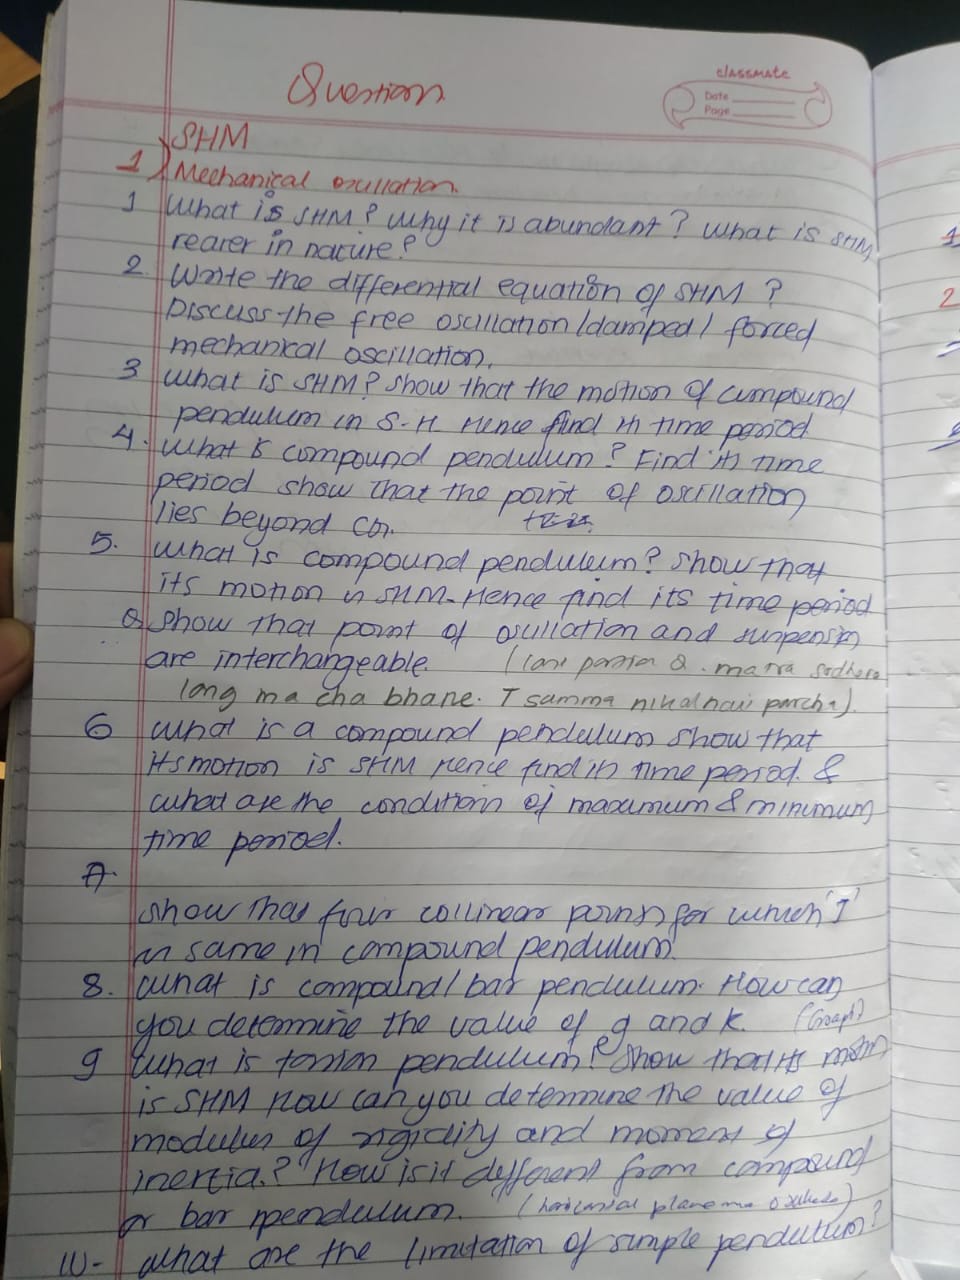 classmate
Date
Page
Question
SHM
1 Mechanical oscillation.
1 What is SHM? Why it is abundant? What is SHM
rearer in nature?
2. Write the differential equation of SHM ?
Discuss the free oscillation /damped / forced
mechanical oscillation.
3 What is SHM? Show that the motion of compound
pendulum in S.H. Hence find its time period
4. What is compound pendulum? Find its time
period show that the point of oscillation
lies beyond
5. What is compound pendulum? Show that
its motion is SHM. Hence find its time period
Q. Show that point of osullation and suspension
are interchangeable. ( Q. matra sodhera
long ma cha bhane. T samma nikalnai parcha).
6 What is a compound pendulum show that
its motion is SHM hence find its time period. &
what are the condition of maximum & minimum
time period.
7.
Show that four collinear points for which 'T'
is same in compound pendulum.
8. What is compound/bar pendulum. How can
you determine the value of g and k. (Graph)
9 What is torsion pendulum? Show that its motion
is SHM How can you determine the value of
modulus of rigidity and moment of
inertia.? How is it different from compound
or bar pendulum. (horizontal plane ma)
10- What are the limitation of simple pendulum?
1
2